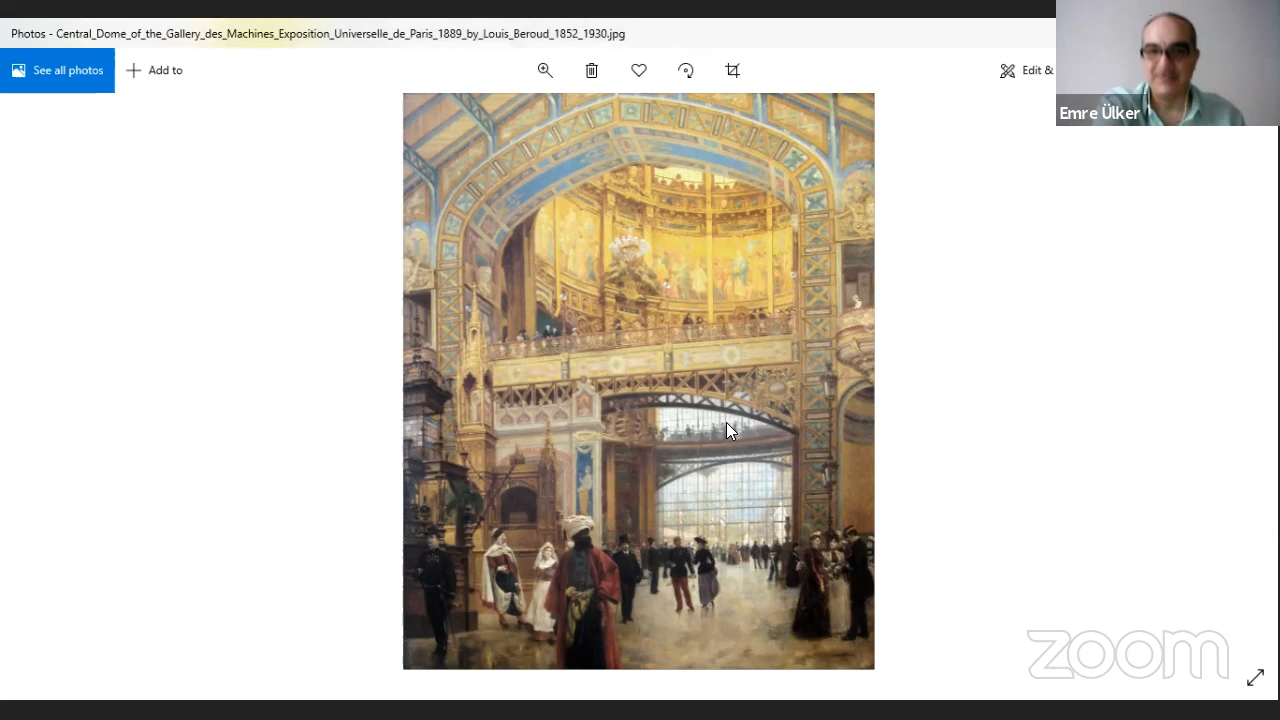 Photos - Central_Dome_of_the_Gallery_des_Machines_Exposition_Universelle_de_Paris_1889_by_Louis_Beroud_1852_1930.jpg
See all photos
Add to
Edit &
Emre Ülker
zoom